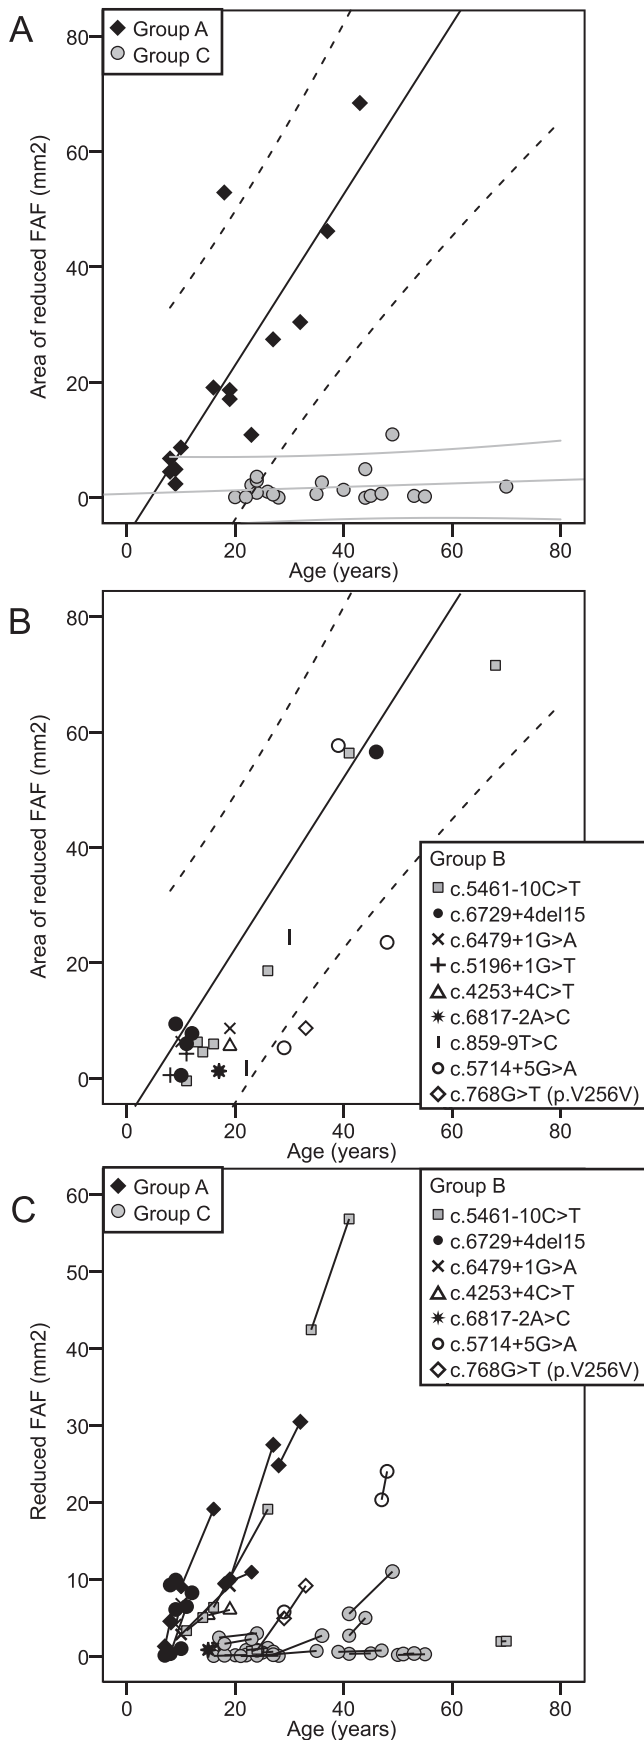 A
Group A
Group C
80
60
40
20
0
Area of reduced FAF (mm2)
0 20 40 60 80
Age (years)
B
80
60
40
20
0
Area of reduced FAF (mm2)
Group B
c.5461-10C>T
c.6729+4del15
c.6479+1G>A
c.5196+1G>T
c.4253+4C>T
c.6817-2A>C
c.859-9T>C
c.5714+5G>A
c.768G>T (p.V256V)
0 20 40 60 80
Age (years)
C
Group A
Group C
60
50
40
30
20
10
0
Reduced FAF (mm2)
Group B
c.5461-10C>T
c.6729+4del15
c.6479+1G>A
c.4253+4C>T
c.6817-2A>C
c.5714+5G>A
c.768G>T (p.V256V)
0 20 40 60 80
Age (years)